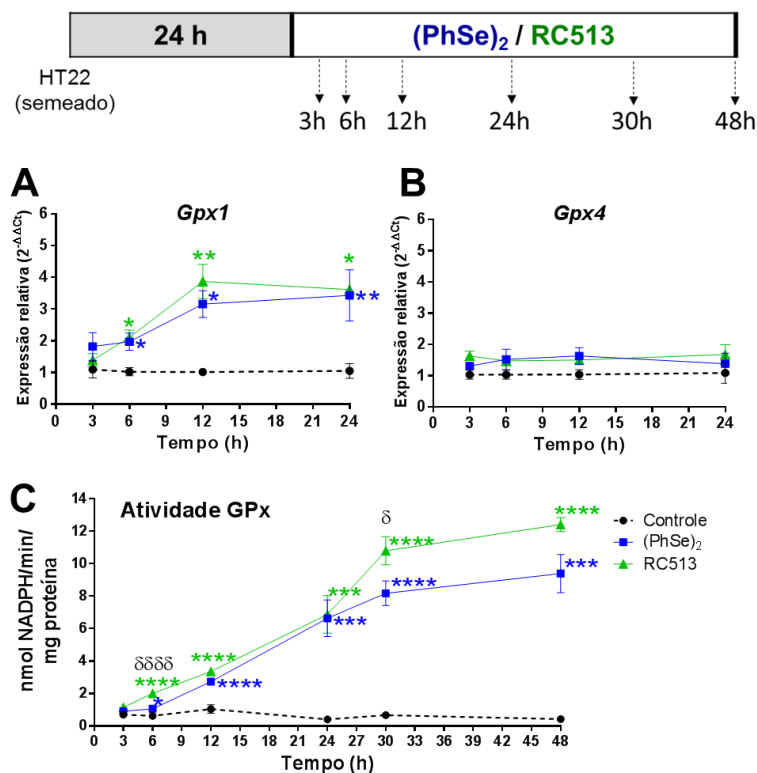 24 h
(PhSe)2 / RC513
HT22
(semeado)
3h 6h 12h 24h 30h 48h
A
Gpx1
Expressão relativa (2-ΔΔCt)
6
5
4
3
2
1
0
** * * * * **
0 3 6 9 12 15 18 21 24
Tempo (h)
B
Gpx4
Expressão relativa (2-ΔΔCt)
6
5
4
3
2
1
0
0 3 6 9 12 15 18 21 24
Tempo (h)
C
Atividade GPx
nmol NADPH/min/
mg proteína
14
12
10
8
6
4
2
0
δ
****
****
****
***
***
***
δδδδ
****
****
*
****
0 3 6 9 12 15 18 21 24 27 30 33 36 39 42 45 48
Tempo (h)
Controle
(PhSe)2
RC513